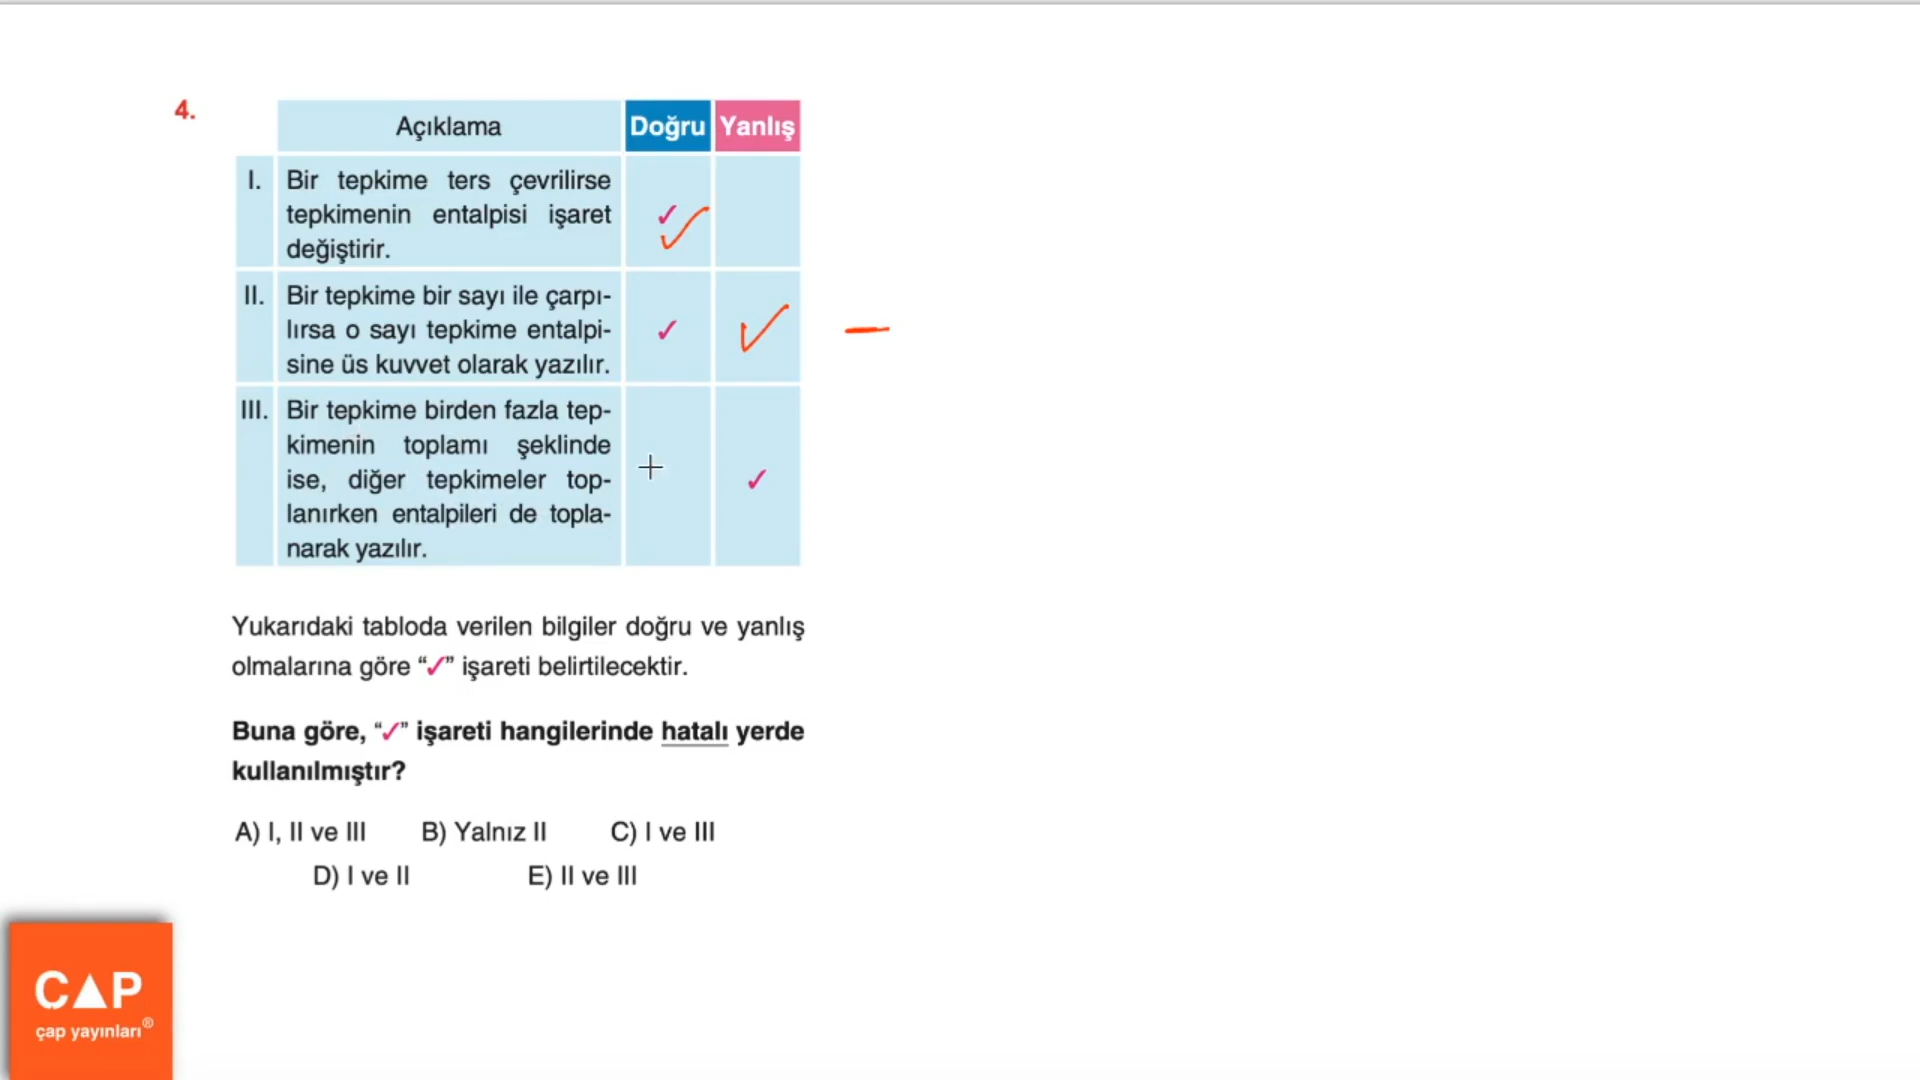 4.
Açıklama Doğru Yanlış
I. Bir tepkime ters çevrilirse
tepkimenin entalpisi işaret
değiştirir.
✓
II. Bir tepkime bir sayı ile çarpı-
lırsa o sayı tepkime entalpi-
sine üs kuvvet olarak yazılır.
✓
III. Bir tepkime birden fazla tep-
kimenin toplamı şeklinde
ise, diğer tepkimeler top-
lanırken entalpileri de topla-
narak yazılır.
✓
Yukarıdaki tabloda verilen bilgiler doğru ve yanlış
olmalarına göre “✓” işareti belirtilecektir.
Buna göre, “✓” işareti hangilerinde hatalı yerde
kullanılmıştır?
A) I, II ve III B) Yalnız II C) I ve III
D) I ve II E) II ve III
ÇAP
çap yayınları®